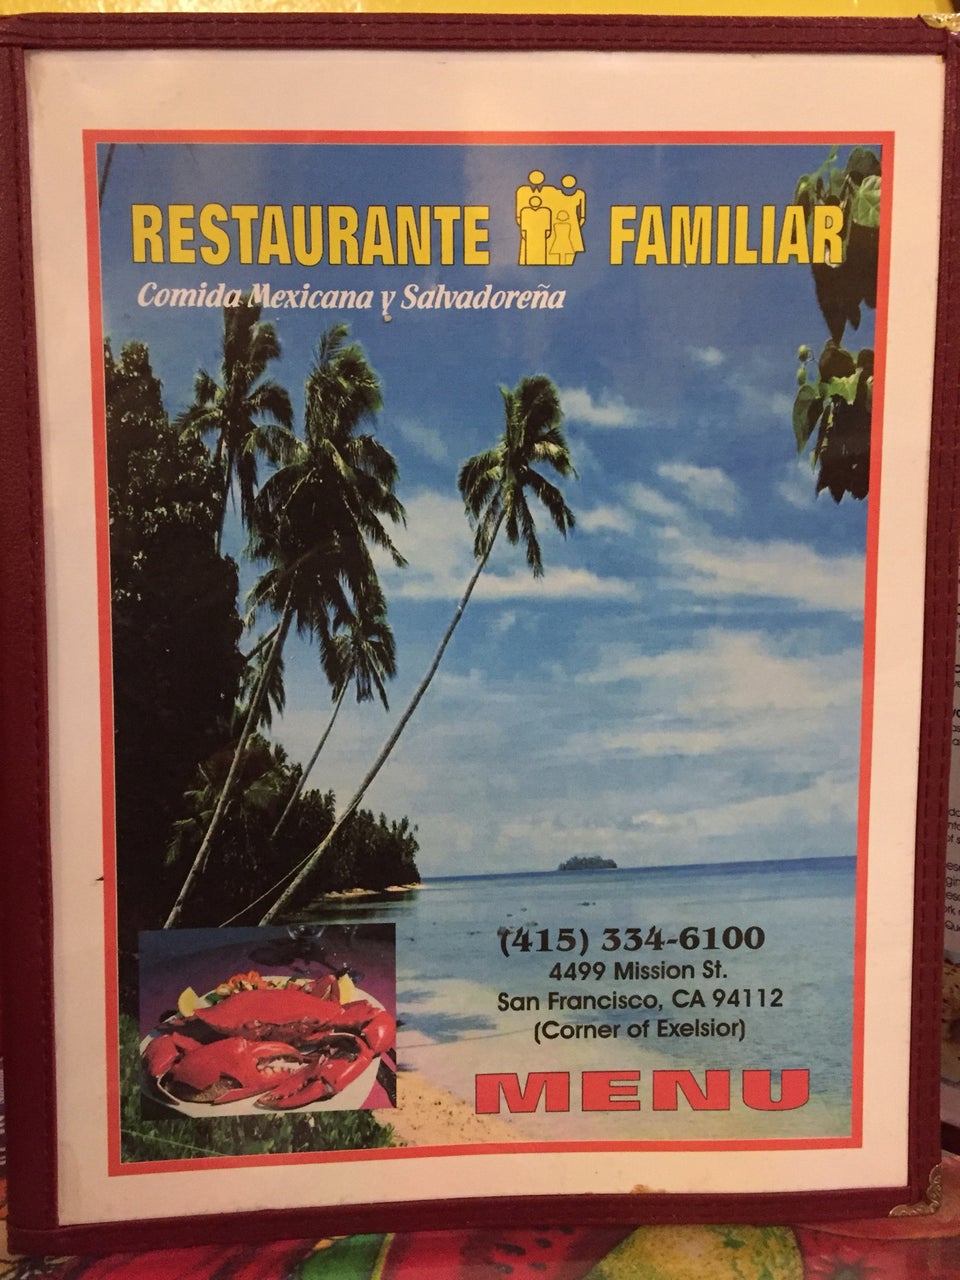 RESTAURANTE FAMILIAR
Comida Mexicana y Salvadoreña
(415) 334-6100
4499 Mission St.
San Francisco, CA 94112
(Corner of Exelsior)
MENU